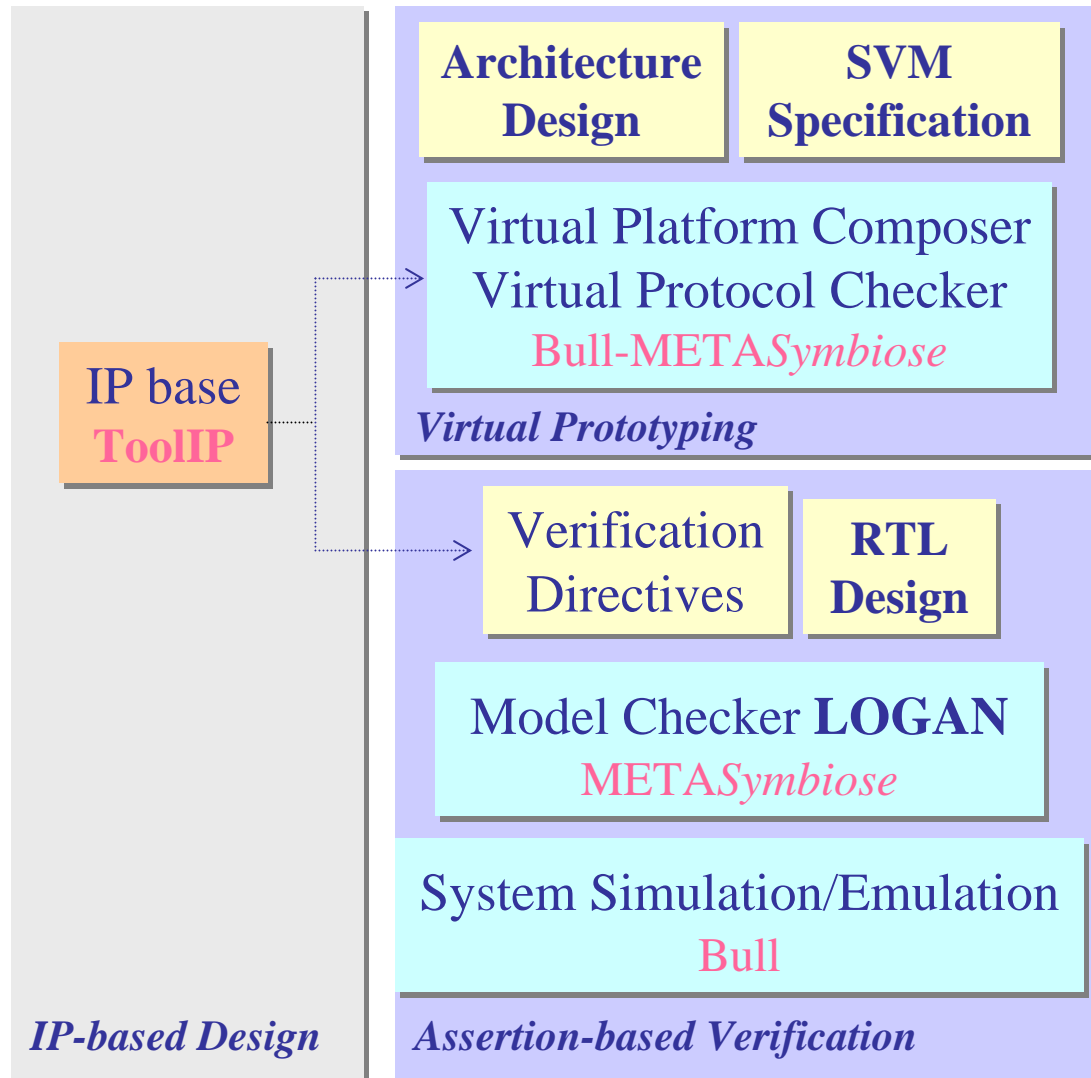 Architecture
Design
SVM
Specification
Virtual Platform Composer
Virtual Protocol Checker
Bull-METASymbiose
Virtual Prototyping
IP base
ToolIP
Verification
Directives
RTL
Design
Model Checker LOGAN
METASymbiose
System Simulation/Emulation
Bull
IP-based Design
Assertion-based Verification